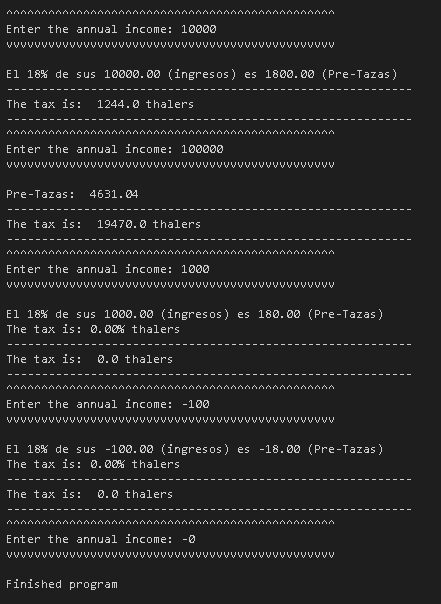 ^^^^^^^^^^^^^^^^^^^^^^^^^^^^^^^^^^^^^^^^^^^^^^^
Enter the annual income: 10000
vvvvvvvvvvvvvvvvvvvvvvvvvvvvvvvvvvvvvvvvvvvvvvv
El 18% de sus 10000.00 (ingresos) es 1800.00 (Pre-Tazas)
----------------------------------------------------------
The tax is:  1244.0 thalers
----------------------------------------------------------
^^^^^^^^^^^^^^^^^^^^^^^^^^^^^^^^^^^^^^^^^^^^^^^
Enter the annual income: 100000
vvvvvvvvvvvvvvvvvvvvvvvvvvvvvvvvvvvvvvvvvvvvvvv
Pre-Tazas:  4631.04
----------------------------------------------------------
The tax is:  19470.0 thalers
----------------------------------------------------------
^^^^^^^^^^^^^^^^^^^^^^^^^^^^^^^^^^^^^^^^^^^^^^^
Enter the annual income: 1000
vvvvvvvvvvvvvvvvvvvvvvvvvvvvvvvvvvvvvvvvvvvvvvv
El 18% de sus 1000.00 (ingresos) es 180.00 (Pre-Tazas)
The tax is: 0.00% thalers
----------------------------------------------------------
The tax is:  0.0 thalers
----------------------------------------------------------
^^^^^^^^^^^^^^^^^^^^^^^^^^^^^^^^^^^^^^^^^^^^^^^
Enter the annual income: -100
vvvvvvvvvvvvvvvvvvvvvvvvvvvvvvvvvvvvvvvvvvvvvvv
El 18% de sus -100.00 (ingresos) es -18.00 (Pre-Tazas)
The tax is: 0.00% thalers
----------------------------------------------------------
The tax is:  0.0 thalers
----------------------------------------------------------
^^^^^^^^^^^^^^^^^^^^^^^^^^^^^^^^^^^^^^^^^^^^^^^
Enter the annual income: -0
vvvvvvvvvvvvvvvvvvvvvvvvvvvvvvvvvvvvvvvvvvvvvvv
Finished program